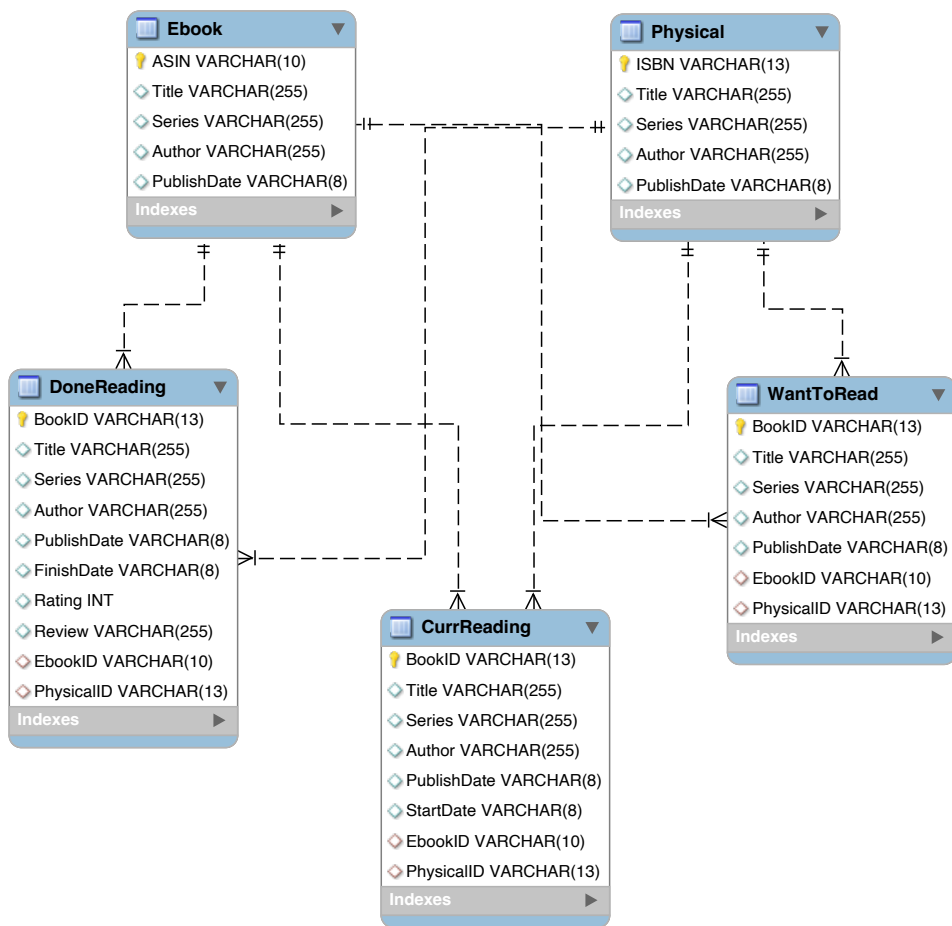 Ebook
ASIN VARCHAR(10)
Title VARCHAR(255)
Series VARCHAR(255)
Author VARCHAR(255)
PublishDate VARCHAR(8)
Indexes
Physical
ISBN VARCHAR(13)
Title VARCHAR(255)
Series VARCHAR(255)
Author VARCHAR(255)
PublishDate VARCHAR(8)
Indexes
DoneReading
BookID VARCHAR(13)
Title VARCHAR(255)
Series VARCHAR(255)
Author VARCHAR(255)
PublishDate VARCHAR(8)
FinishDate VARCHAR(8)
Rating INT
Review VARCHAR(255)
EbookID VARCHAR(10)
PhysicalID VARCHAR(13)
Indexes
WantToRead
BookID VARCHAR(13)
Title VARCHAR(255)
Series VARCHAR(255)
Author VARCHAR(255)
PublishDate VARCHAR(8)
EbookID VARCHAR(10)
PhysicalID VARCHAR(13)
Indexes
CurrReading
BookID VARCHAR(13)
Title VARCHAR(255)
Series VARCHAR(255)
Author VARCHAR(255)
PublishDate VARCHAR(8)
StartDate VARCHAR(8)
EbookID VARCHAR(10)
PhysicalID VARCHAR(13)
Indexes